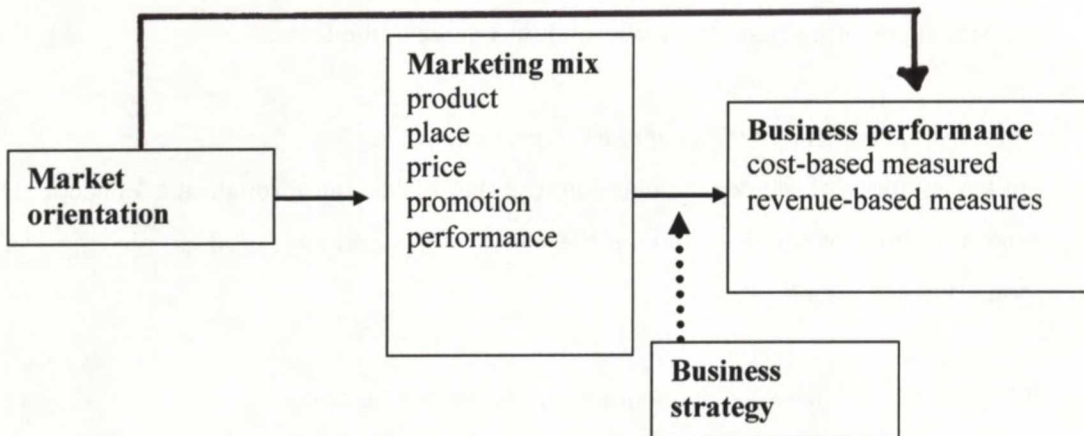 Market
orientation
Marketing mix
product
place
price
promotion
performance
Business performance
cost-based measured
revenue-based measures
Business
strategy